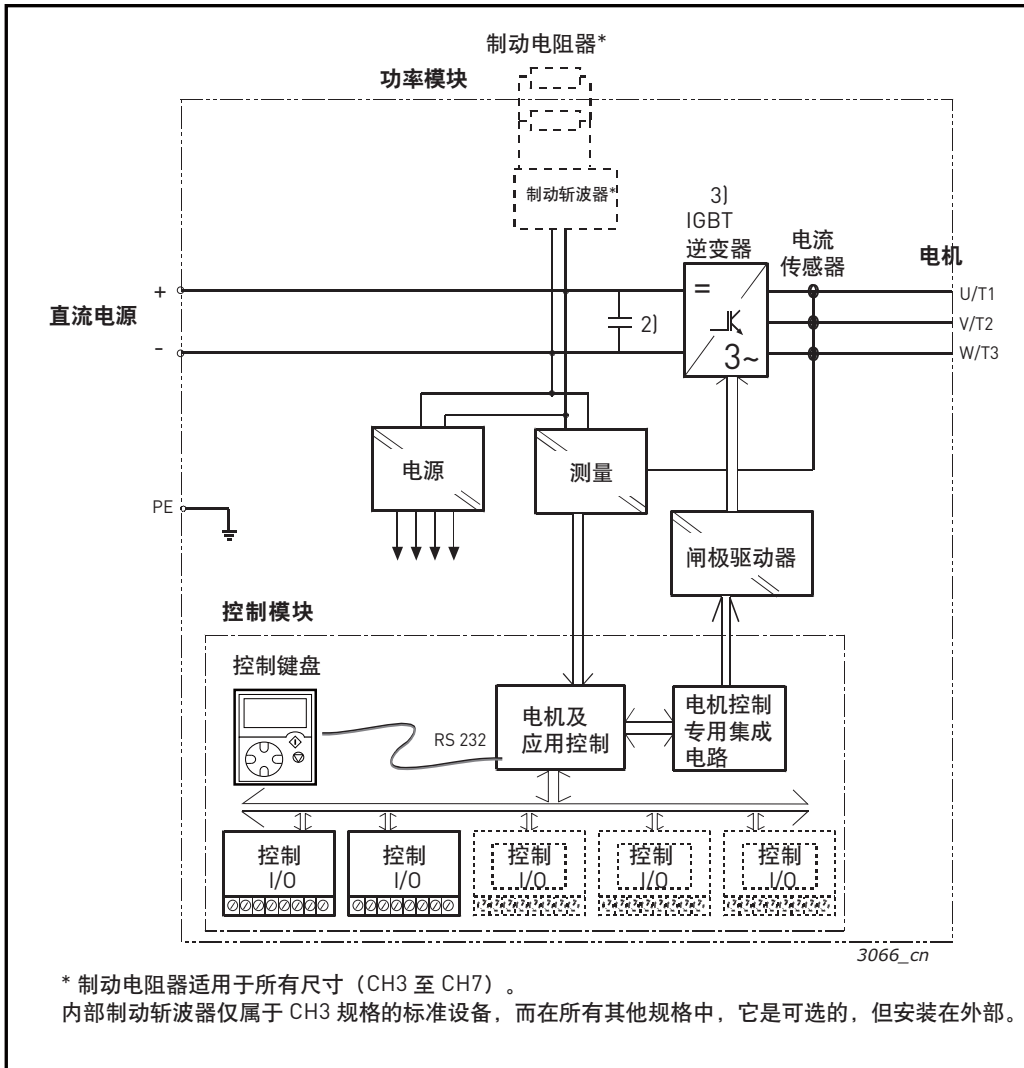 制动电阻器*
功率模块
制动斩波器*
3)
IGBT
逆变器
电流
传感器
电机
+
直流电源
-
=
3~
2)
U/T1
V/T2
W/T3
电源
测量
PE
闸极驱动器
控制模块
控制键盘
RS 232
电机及
应用控制
电机控制
专用集成
电路
控制
I/O
控制
I/O
控制
I/O
控制
I/O
控制
I/O
3066_cn
* 制动电阻器适用于所有尺寸（CH3 至 CH7）。
内部制动斩波器仅属于 CH3 规格的标准设备，而在所有其他规格中，它是可选的，但安装在外部。